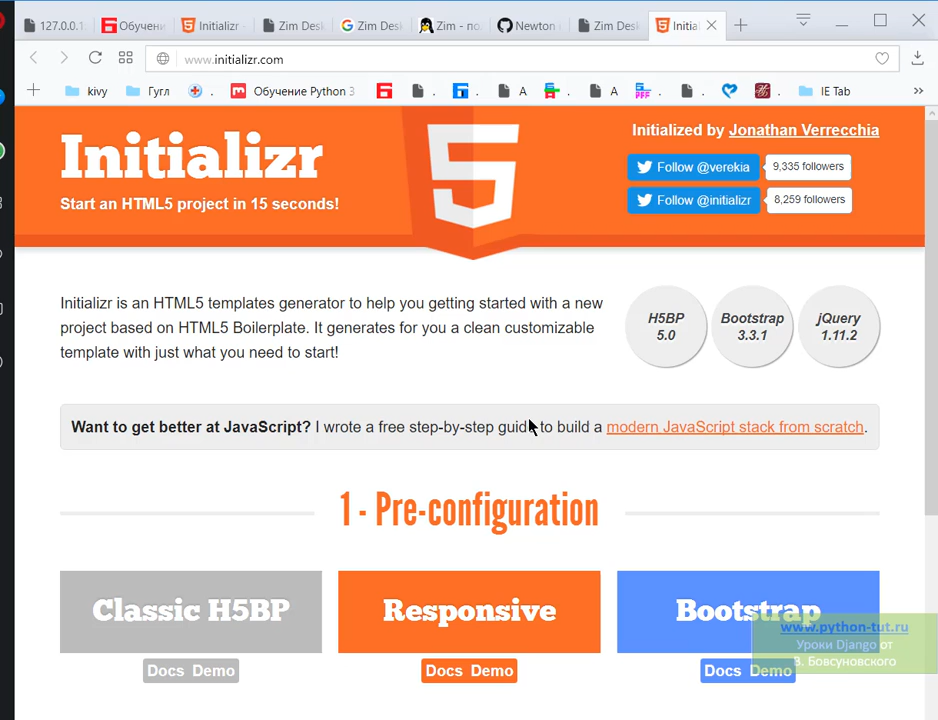 127.0.0.1
Обучени
Initializr -
Zim Desk
Zim Desk
Zim - по
Newton
Zim Desk
Initia
www.initializr.com
kivy
Гугл
.
Обучение Python 3
.
.
A
.
A
.
.
.
IE Tab
Initializr
Start an HTML5 project in 15 seconds!
Initialized by Jonathan Verrecchia
Follow @verekia 9,335 followers
Follow @initializr 8,259 followers
Initializr is an HTML5 templates generator to help you getting started with a new
project based on HTML5 Boilerplate. It generates for you a clean customizable
template with just what you need to start!
H5BP
5.0
Bootstrap
3.3.1
jQuery
1.11.2
Want to get better at JavaScript? I wrote a free step-by-step guide to build a modern JavaScript stack from scratch.
1 - Pre-configuration
Classic H5BP
Docs Demo
Responsive
Docs Demo
Bootstrap
Docs Demo
www.python-tut.ru
Уроки Django от
В. Бовсуновского